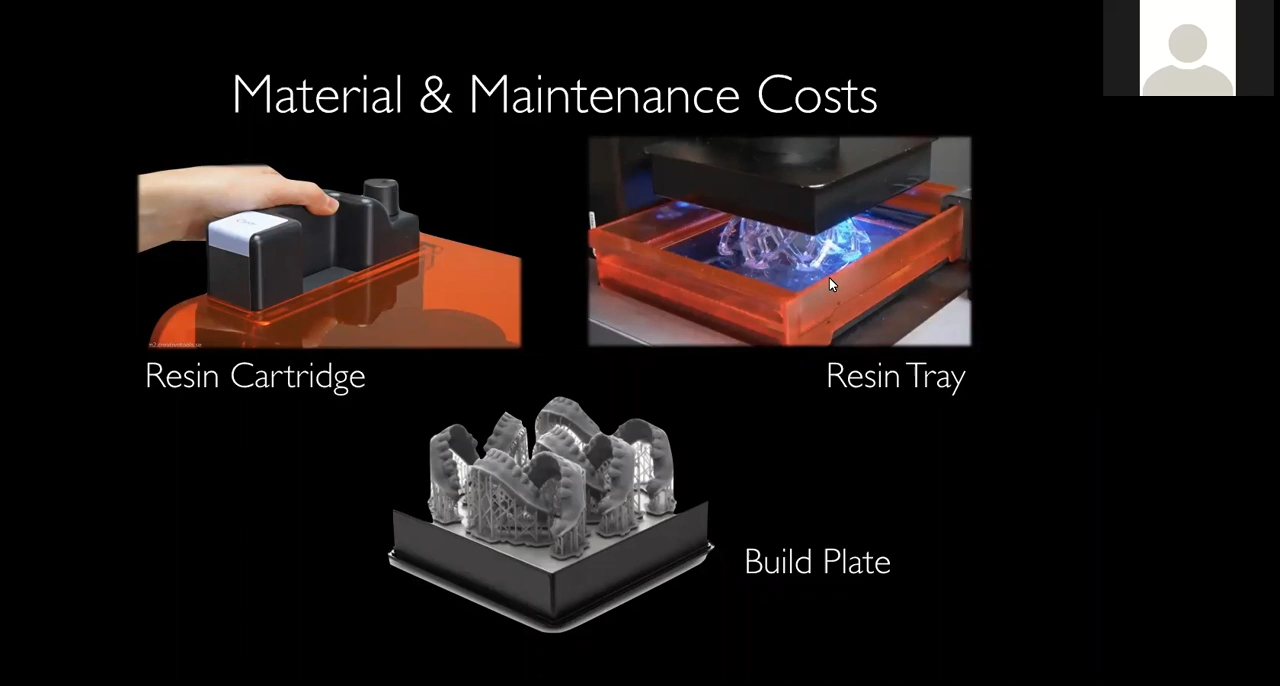 Material & Maintenance Costs
Resin Cartridge
Resin Tray
Build Plate